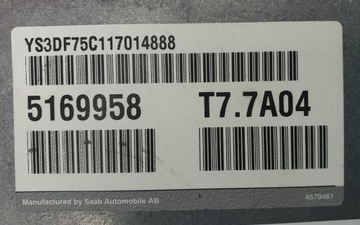 YS3DF75C117014888
5169958 T7.7A04
Manufactured by Saab Automobile AB 4570461